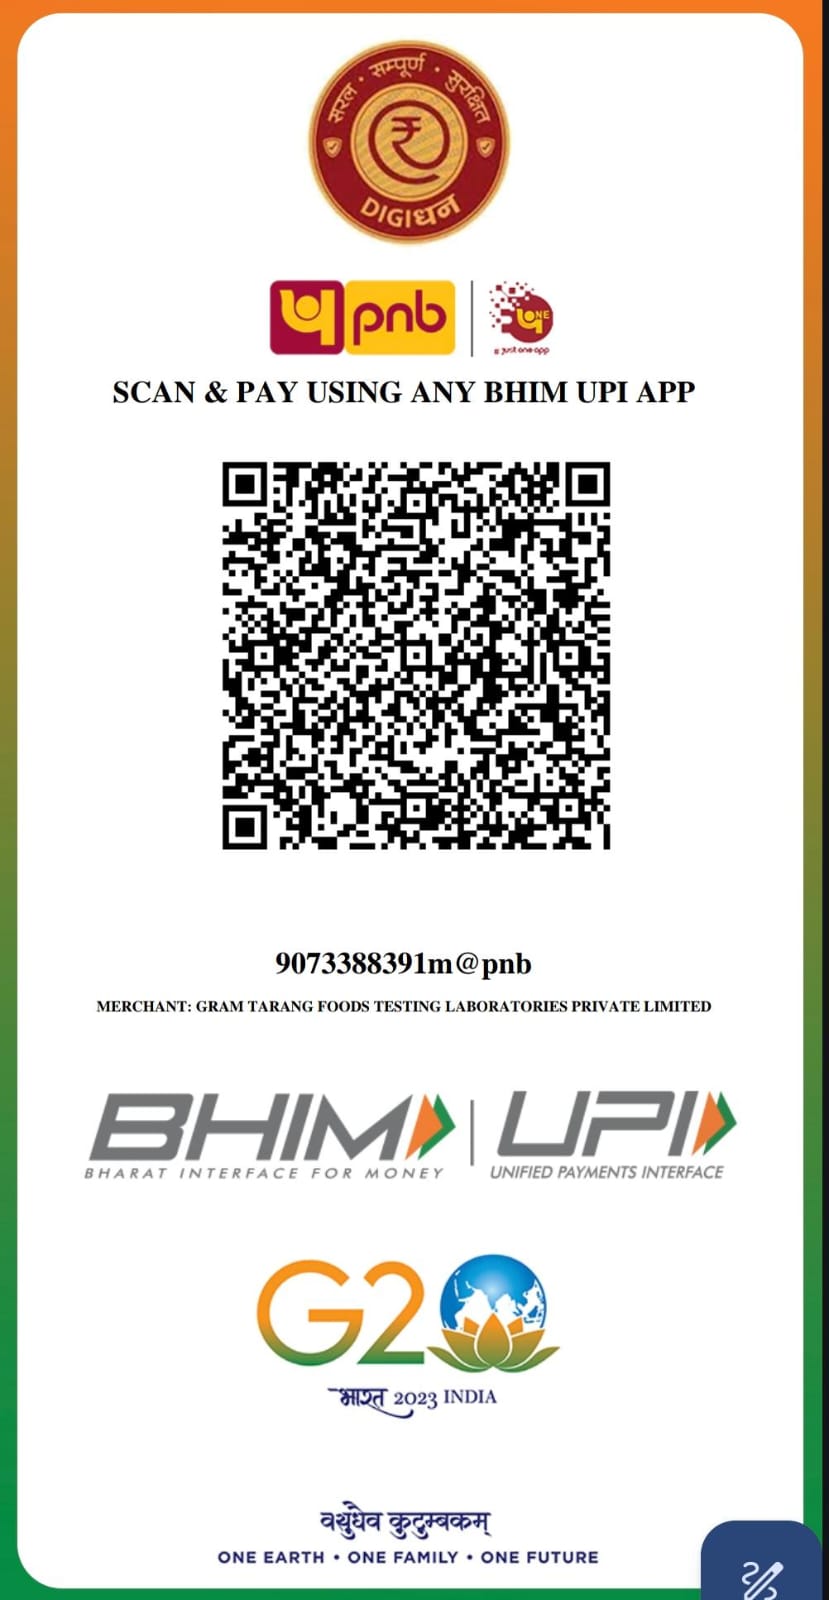 सरल • सम्पूर्ण • सुरक्षित
DIGIधन
pnb
ONE
# just one app
SCAN & PAY USING ANY BHIM UPI APP
9073388391m@pnb
MERCHANT: GRAM TARANG FOODS TESTING LABORATORIES PRIVATE LIMITED
BHIM | UPI
BHARAT INTERFACE FOR MONEY
UNIFIED PAYMENTS INTERFACE
G20
भारत 2023 INDIA
वसुधैव कुटुम्बकम्
ONE EARTH • ONE FAMILY • ONE FUTURE